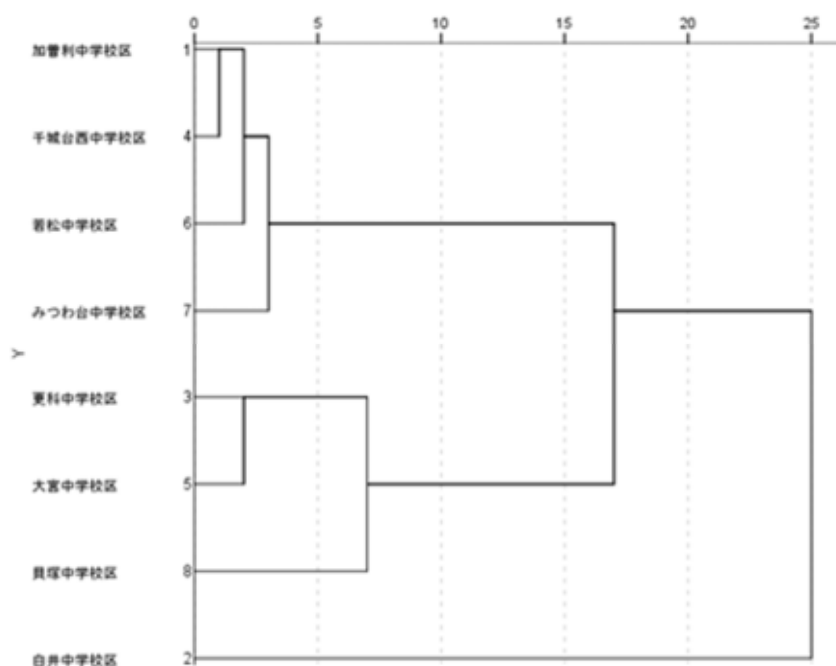 0 5 10 15 20 25
加曽利中学校区 1
千城台西中学校区 4
若松中学校区 6
みつわ台中学校区 7
Y
更科中学校区 3
大宮中学校区 5
貝塚中学校区 8
白井中学校区 2